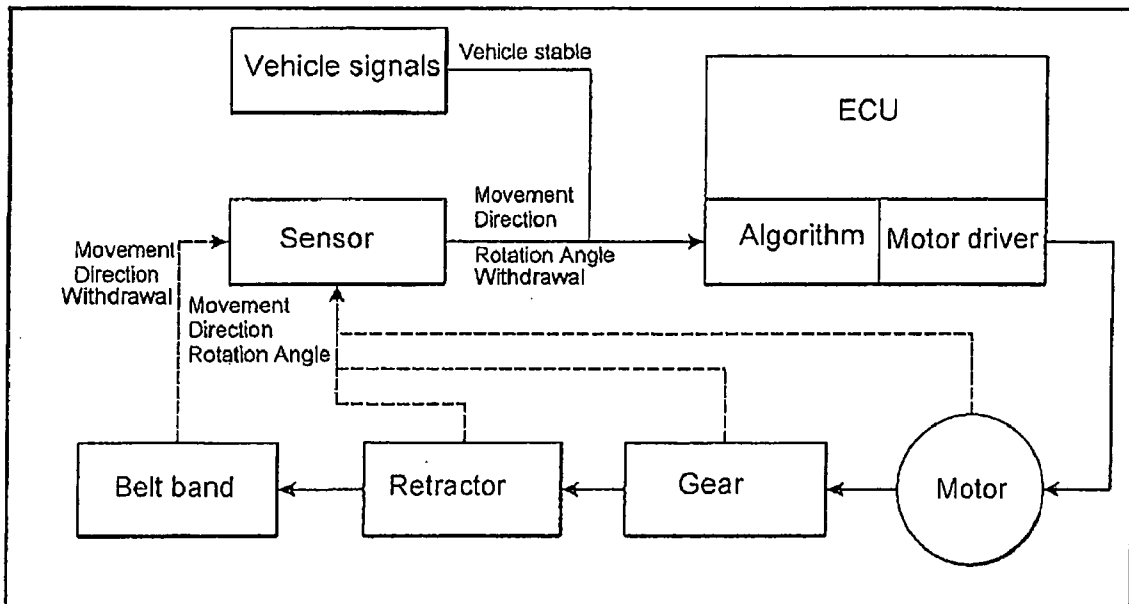 Vehicle signals
Vehicle stable
ECU
Algorithm
Motor driver
Sensor
Movement
Direction
Rotation Angle
Withdrawal
Movement
Direction
Withdrawal
Movement
Direction
Rotation Angle
Belt band
Retractor
Gear
Motor